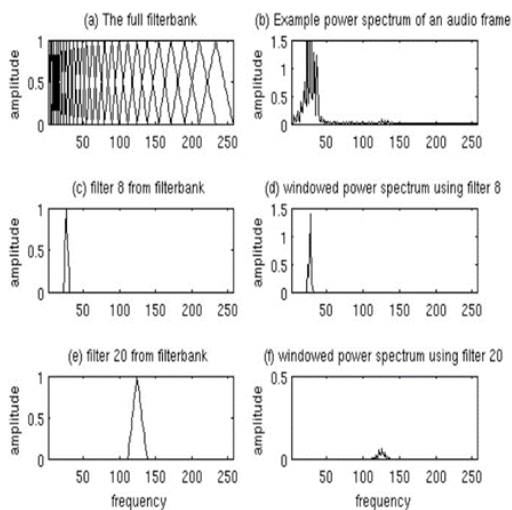 (a) The full filterbank
amplitude
1
0.5
0
50 100 150 200 250
(b) Example power spectrum of an audio frame
amplitude
1.5
1
0.5
0
50 100 150 200 250
frequency
(c) filter 8 from filterbank
amplitude
1
0.5
0
50 100 150 200 250
(d) windowed power spectrum using filter 8
amplitude
1.5
1
0.5
0
50 100 150 200 250
(e) filter 20 from filterbank
amplitude
1
0.5
0
50 100 150 200 250
frequency
(f) windowed power spectrum using filter 20
amplitude
0.5
0
50 100 150 200 250
frequency